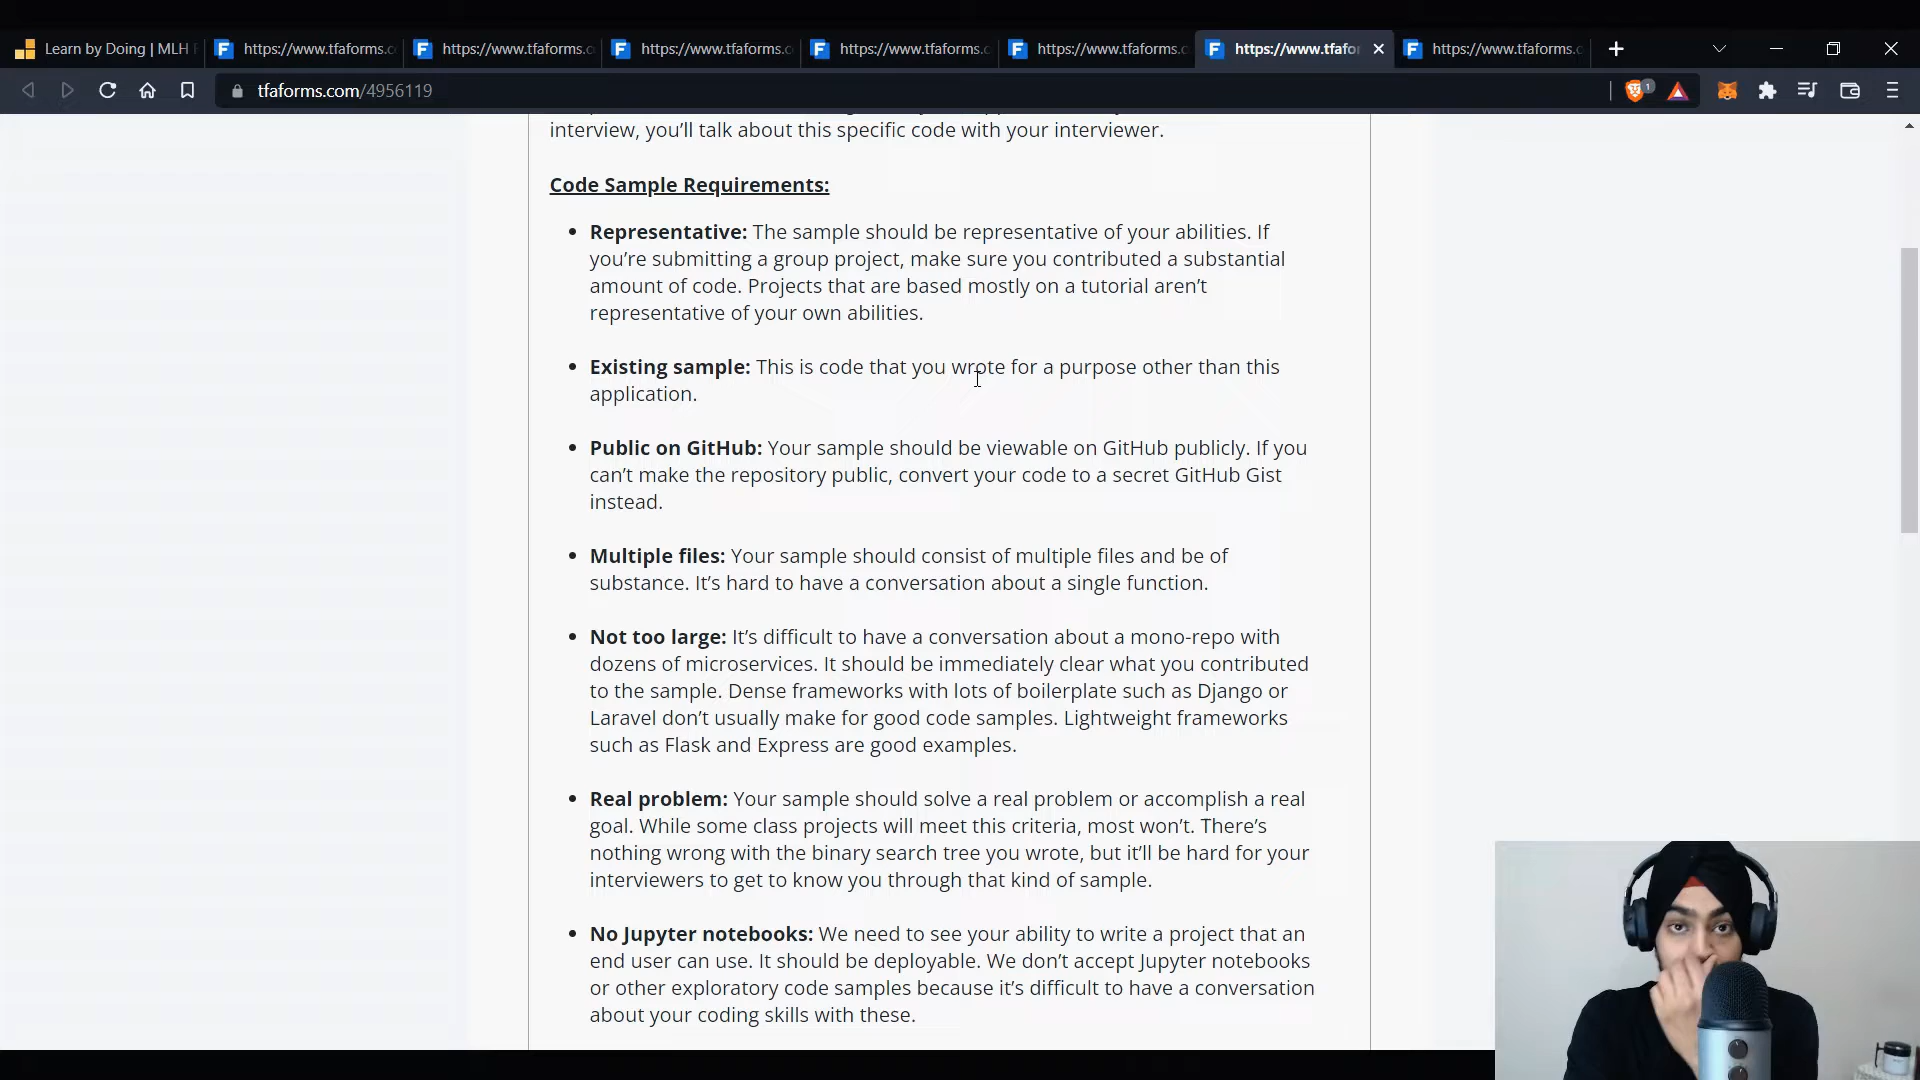 Learn by Doing | MLH
https://www.tfaforms.c
https://www.tfaforms.c
https://www.tfaforms.c
https://www.tfaforms.c
https://www.tfaforms.c
https://www.tfafo
https://www.tfaforms.c
tfaforms.com/4956119
1
interview, you'll talk about this specific code with your interviewer.
Code Sample Requirements:
• Representative: The sample should be representative of your abilities. If
you're submitting a group project, make sure you contributed a substantial
amount of code. Projects that are based mostly on a tutorial aren't
representative of your own abilities.
• Existing sample: This is code that you wrote for a purpose other than this
application.
• Public on GitHub: Your sample should be viewable on GitHub publicly. If you
can't make the repository public, convert your code to a secret GitHub Gist
instead.
• Multiple files: Your sample should consist of multiple files and be of
substance. It's hard to have a conversation about a single function.
• Not too large: It's difficult to have a conversation about a mono-repo with
dozens of microservices. It should be immediately clear what you contributed
to the sample. Dense frameworks with lots of boilerplate such as Django or
Laravel don't usually make for good code samples. Lightweight frameworks
such as Flask and Express are good examples.
• Real problem: Your sample should solve a real problem or accomplish a real
goal. While some class projects will meet this criteria, most won't. There's
nothing wrong with the binary search tree you wrote, but it'll be hard for your
interviewers to get to know you through that kind of sample.
• No Jupyter notebooks: We need to see your ability to write a project that an
end user can use. It should be deployable. We don't accept Jupyter notebooks
or other exploratory code samples because it's difficult to have a conversation
about your coding skills with these.